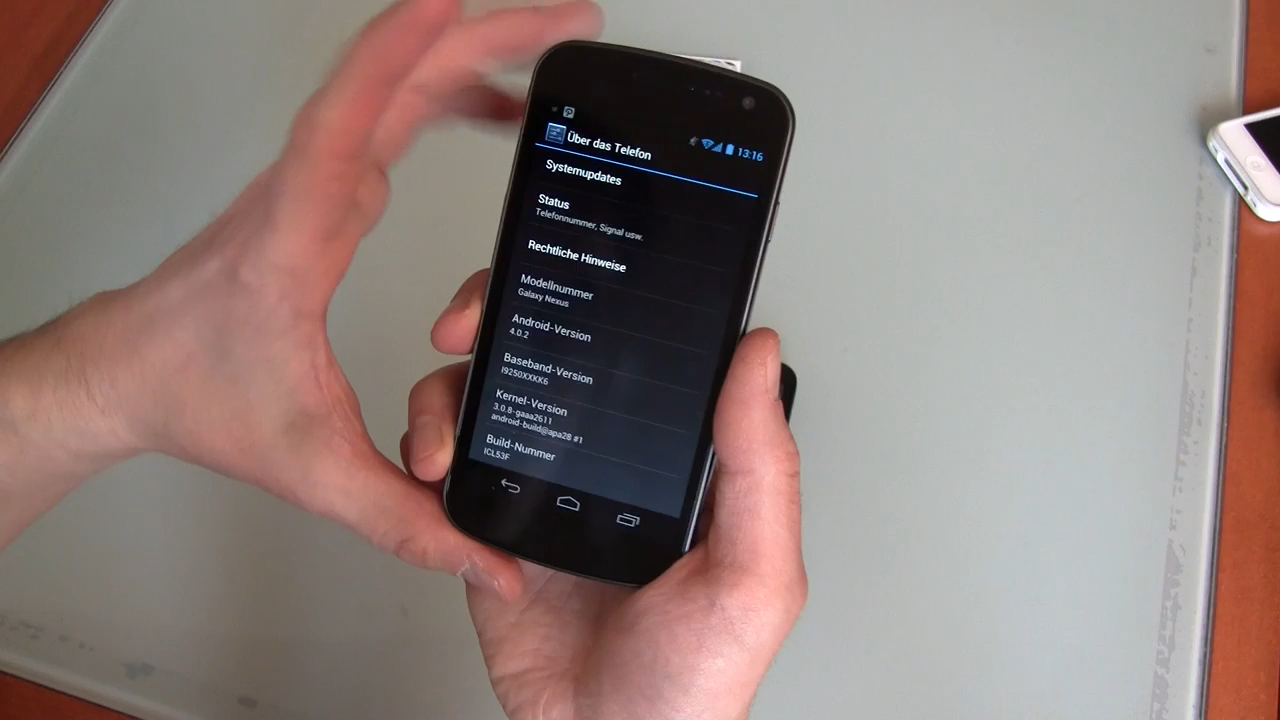 13:16
Über das Telefon
Systemupdates
Status
Telefonnummer, Signal usw.
Rechtliche Hinweise
Modellnummer
Galaxy Nexus
Android-Version
4.0.2
Baseband-Version
I9250XXKK6
Kernel-Version
3.0.8-gaaa2611
android-build@apa28 #1
Build-Nummer
ICL53F